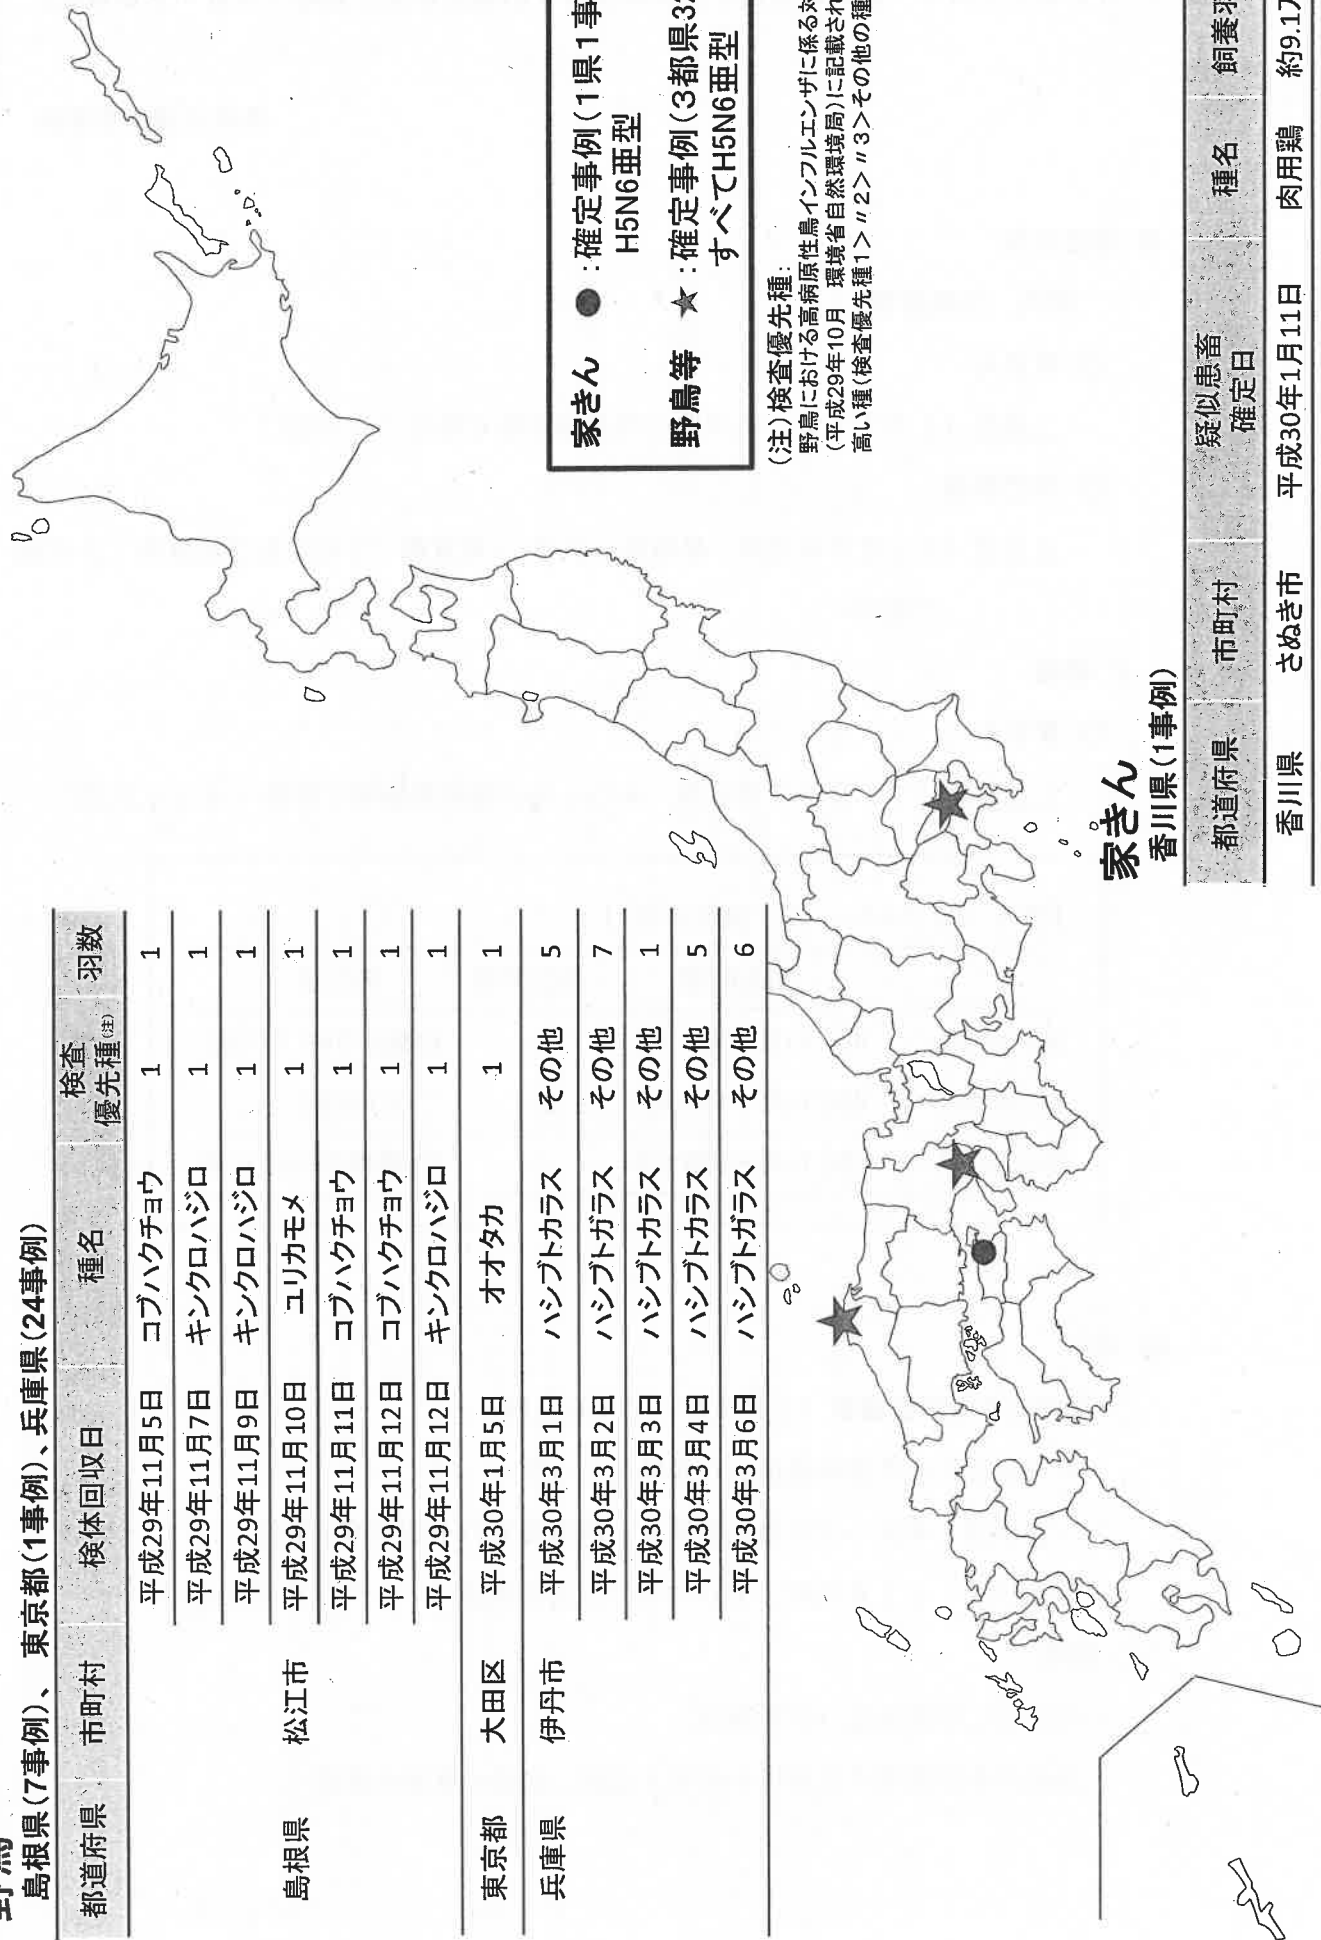 野鳥
島根県(7事例)、 東京都(1事例)、兵庫県(24事例)
都道府県 市町村 検体回収日 種名 検査優先種(注) 羽数
平成29年11月5日 コブハクチョウ 1 1
平成29年11月7日 キンクロハジロ 1 1
平成29年11月9日 キンクロハジロ 1 1
島根県 松江市 平成29年11月10日 ユリカモメ 1 1
平成29年11月11日 コブハクチョウ 1 1
平成29年11月12日 コブハクチョウ 1 1
平成29年11月12日 キンクロハジロ 1 1
東京都 大田区 平成30年1月5日 オオタカ 1 1
兵庫県 伊丹市 平成30年3月1日 ハシブトガラス その他 5
平成30年3月2日 ハシブトガラス その他 7
平成30年3月3日 ハシブトガラス その他 1
平成30年3月4日 ハシブトガラス その他 5
平成30年3月6日 ハシブトガラス その他 6
家きん ●:確定事例(1県1事
H5N6亜型
野鳥等 ★:確定事例(3都県32
すべてH5N6亜型
(注)検査優先種:
野鳥における高病原性鳥インフルエンザに係る対
(平成29年10月 環境省自然環境局)に記載され
高い種(検査優先種1>〃2>〃3>その他の種
家きん
香川県(1事例)
都道府県 市町村 疑似患畜確定日 種名 飼養羽
香川県 さぬき市 平成30年1月11日 肉用鶏 約9.1万